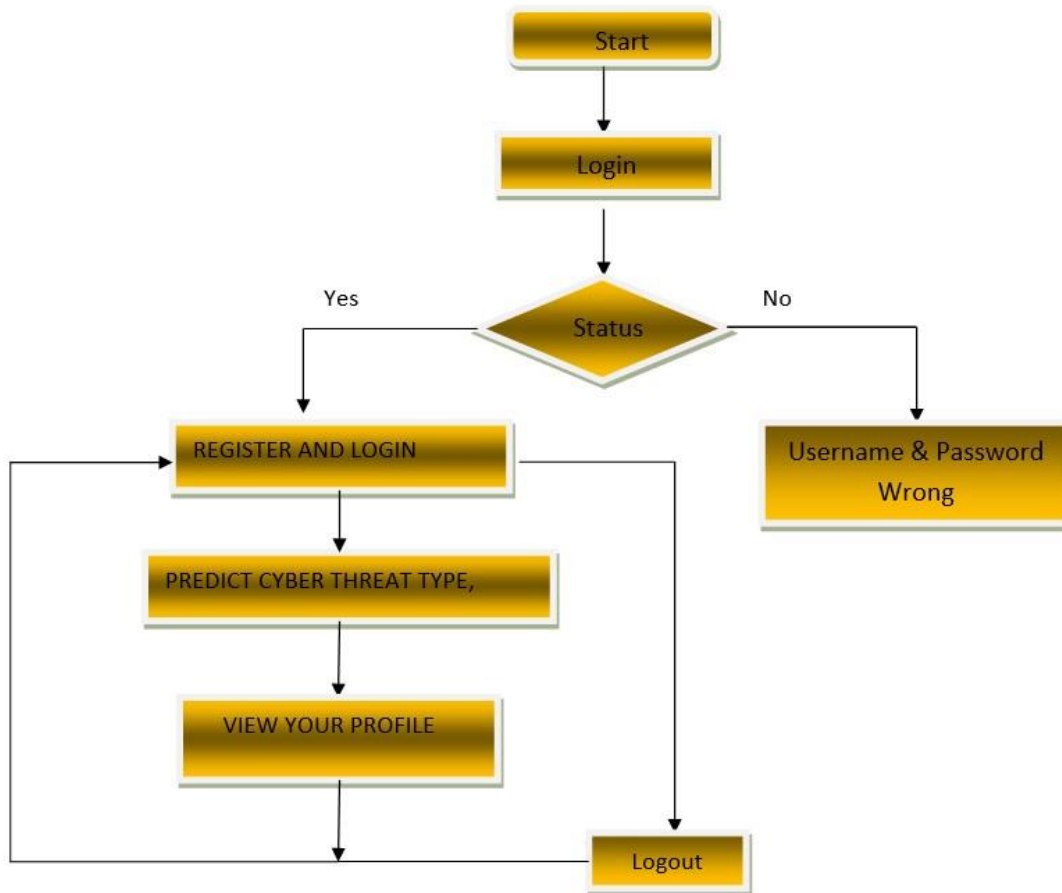 Start
Login
Yes
No
Status
REGISTER AND LOGIN
Username & Password
Wrong
PREDICT CYBER THREAT TYPE,
VIEW YOUR PROFILE
Logout